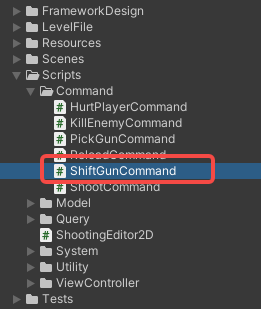 FrameworkDesign
LevelFile
Resources
Scenes
Scripts
Command
HurtPlayerCommand
KillEnemyCommand
PickGunCommand
ReloadCommand
ShiftGunCommand
ShootCommand
Model
Query
ShootingEditor2D
System
Utility
ViewController
Tests